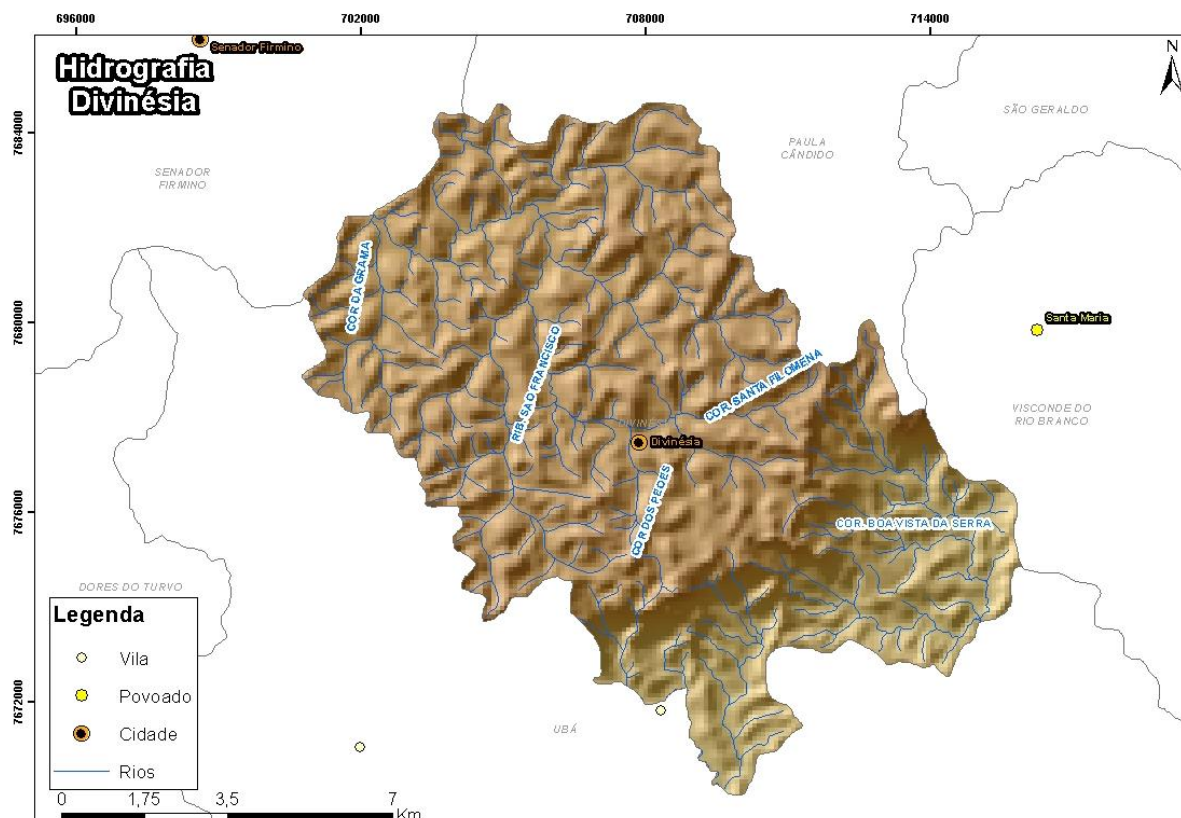 696000
702000
708000
714000
Senador Firmino
Hidrografia
Divinésia
N
7684000
SÃO GERALDO
PAULA
CÂNDIDO
SENADOR
FIRMINO
COR DA GRAMA
7680000
Santa Maria
RIB. SAO FRANCISCO
COR. SANTA FILOMENA
VISCONDE DO
RIO BRANCO
Divinésia
COR DOS PEDES
7676000
COR. BOA VISTA DA SERRA
DORES DO TURVO
Legenda
Vila
Povoado
Cidade
Rios
7672000
UBÁ
0 1,75 3,5 7
Km